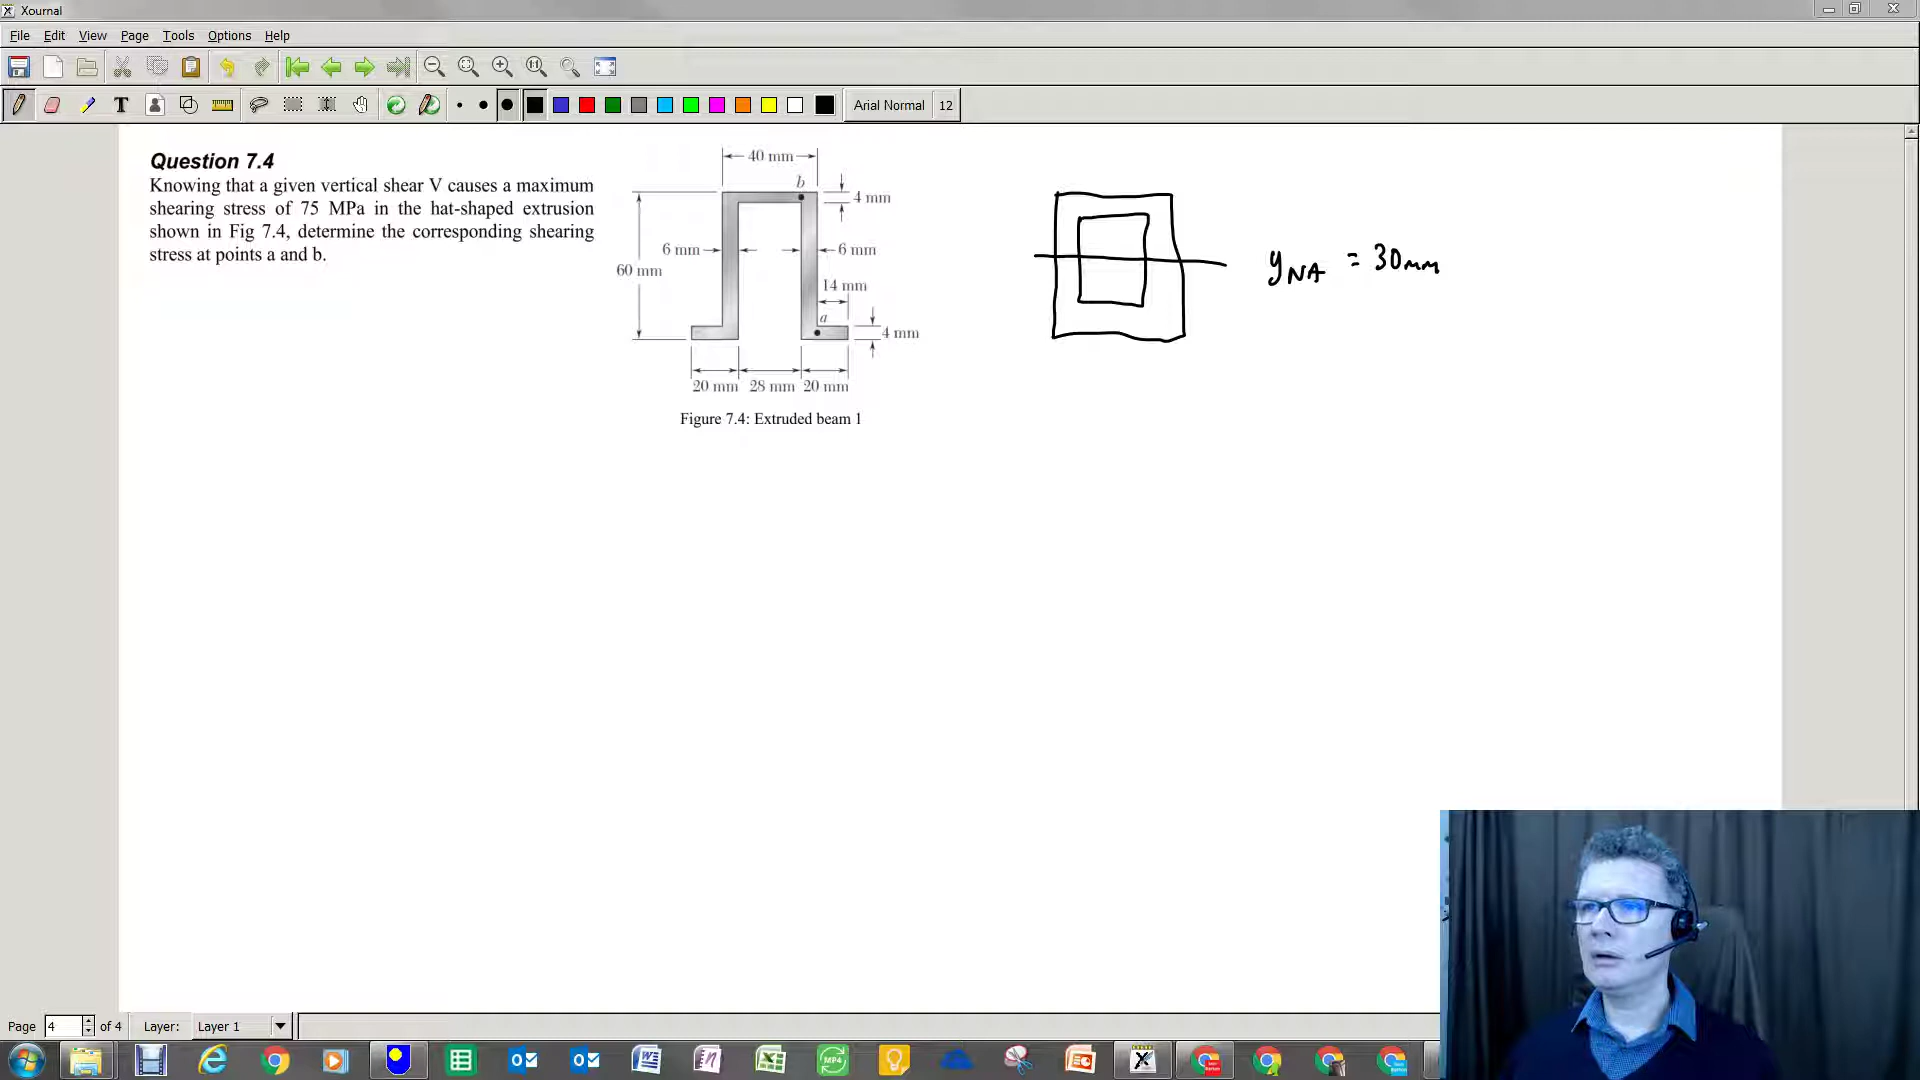 Xournal
File Edit View Page Tools Options Help
Arial Normal 12
Question 7.4
Knowing that a given vertical shear V causes a maximum
shearing stress of 75 MPa in the hat-shaped extrusion
shown in Fig 7.4, determine the corresponding shearing
stress at points a and b.
40 mm
b
4 mm
6 mm
6 mm
60 mm
14 mm
a
4 mm
20 mm 28 mm 20 mm
Figure 7.4: Extruded beam 1
yNA = 30mm
Page 4 of 4 Layer: Layer 1